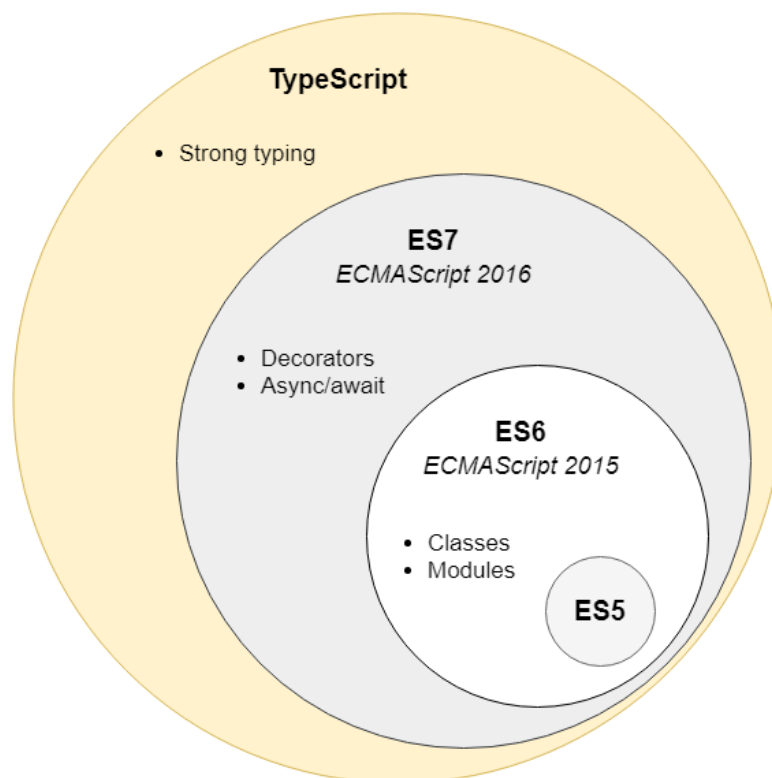 TypeScript
• Strong typing
ES7
ECMAScript 2016
• Decorators
• Async/await
ES6
ECMAScript 2015
• Classes
• Modules
ES5